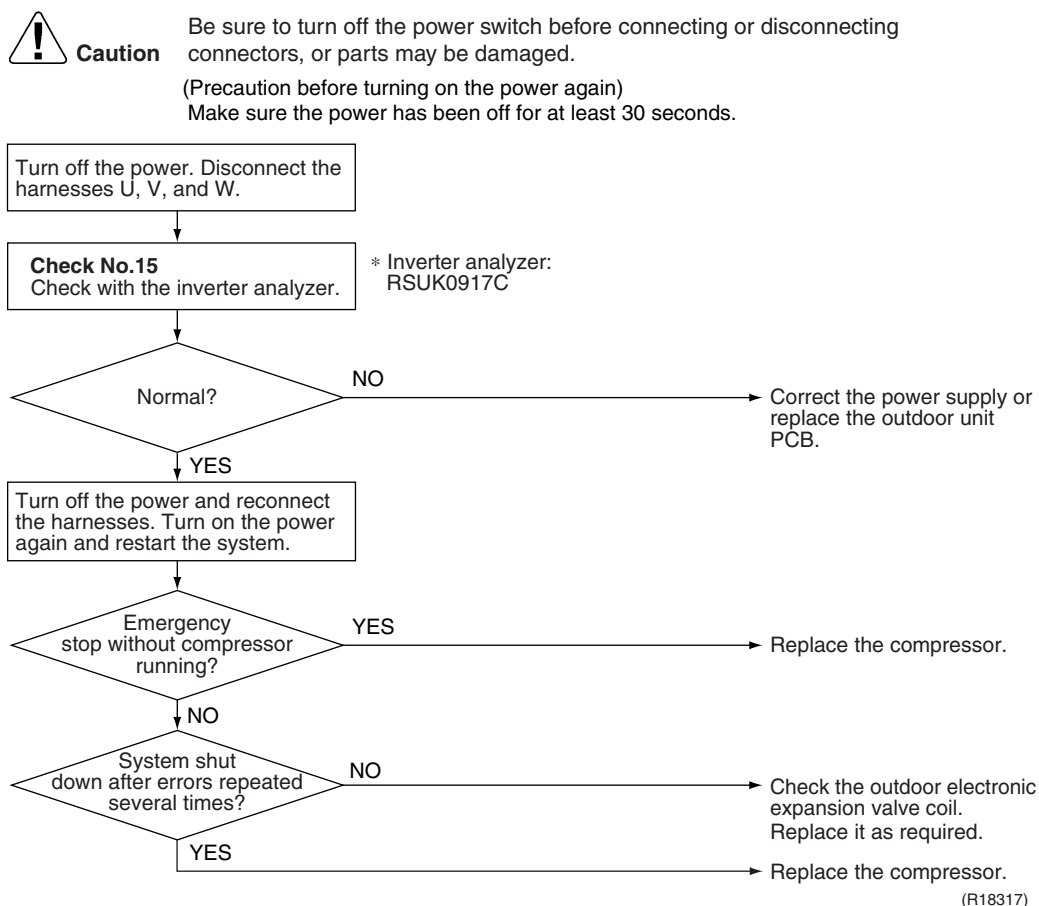 Be sure to turn off the power switch before connecting or disconnecting
Caution connectors, or parts may be damaged.
(Precaution before turning on the power again)
Make sure the power has been off for at least 30 seconds.
Turn off the power. Disconnect the
harnesses U, V, and W.
Check No.15
Check with the inverter analyzer.
* Inverter analyzer:
RSUK0917C
Normal?
NO
Correct the power supply or
replace the outdoor unit
PCB.
YES
Turn off the power and reconnect
the harnesses. Turn on the power
again and restart the system.
Emergency
stop without compressor
running?
YES
Replace the compressor.
NO
System shut
down after errors repeated
several times?
NO
Check the outdoor electronic
expansion valve coil.
Replace it as required.
YES
Replace the compressor.
(R18317)